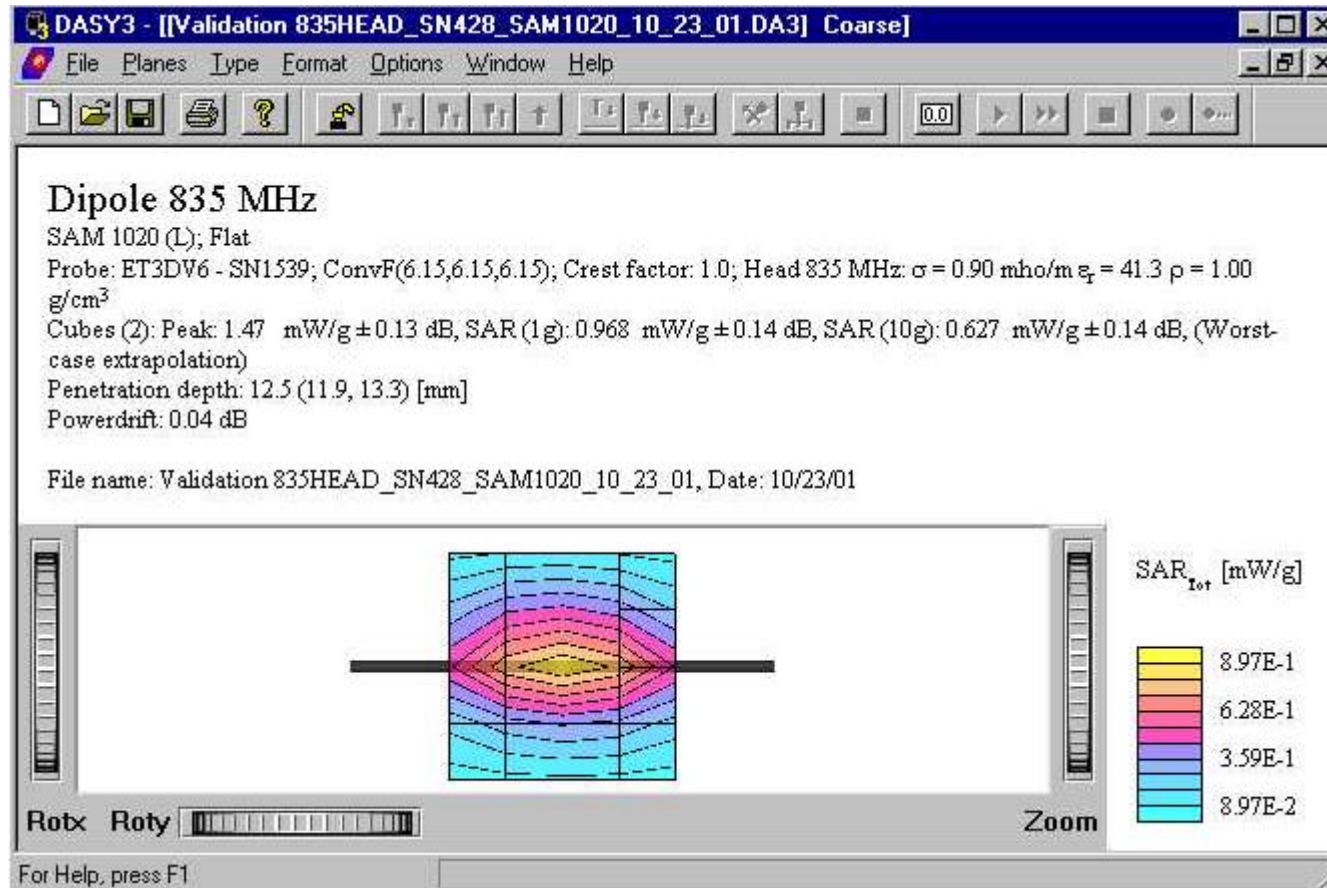 DASY3 - [[Validation 835HEAD_SN428_SAM1020_10_23_01.DA3] Coarse]
File Planes Type Format Options Window Help
0.0
Dipole 835 MHz
SAM 1020 (L); Flat
Probe: ET3DV6 - SN1539; ConvF(6.15,6.15,6.15); Crest factor: 1.0; Head 835 MHz: σ = 0.90 mho/m εr = 41.3 ρ = 1.00
g/cm³
Cubes (2): Peak: 1.47 mW/g ± 0.13 dB, SAR (1g): 0.968 mW/g ± 0.14 dB, SAR (10g): 0.627 mW/g ± 0.14 dB, (Worst-
case extrapolation)
Penetration depth: 12.5 (11.9, 13.3) [mm]
Powerdrift: 0.04 dB
File name: Validation 835HEAD_SN428_SAM1020_10_23_01, Date: 10/23/01
SARTot [mW/g]
8.97E-1
6.28E-1
3.59E-1
8.97E-2
Rotx Roty Zoom
For Help, press F1